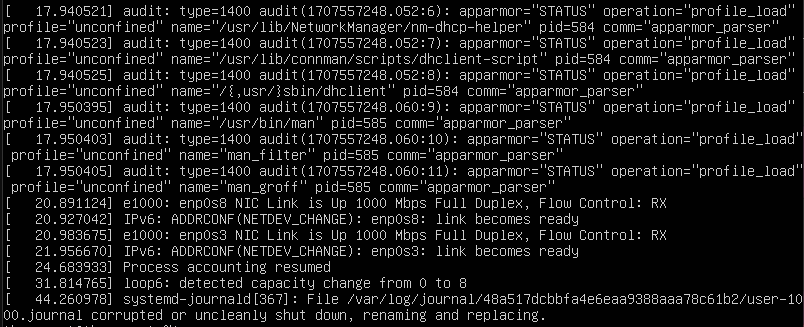 [   17.940521] audit: type=1400 audit(1707557248.052:6): apparmor="STATUS" operation="profile_load"
profile="unconfined" name="/usr/lib/NetworkManager/nm-dhcp-helper" pid=584 comm="apparmor_parser"
[   17.940523] audit: type=1400 audit(1707557248.052:7): apparmor="STATUS" operation="profile_load"
profile="unconfined" name="/usr/lib/connman/scripts/dhclient-script" pid=584 comm="apparmor_parser"
[   17.940525] audit: type=1400 audit(1707557248.052:8): apparmor="STATUS" operation="profile_load"
profile="unconfined" name="/{,usr/}sbin/dhclient" pid=584 comm="apparmor_parser"
[   17.950395] audit: type=1400 audit(1707557248.060:9): apparmor="STATUS" operation="profile_load"
profile="unconfined" name="/usr/bin/man" pid=585 comm="apparmor_parser"
[   17.950403] audit: type=1400 audit(1707557248.060:10): apparmor="STATUS" operation="profile_load"
 profile="unconfined" name="man_filter" pid=585 comm="apparmor_parser"
[   17.950405] audit: type=1400 audit(1707557248.060:11): apparmor="STATUS" operation="profile_load"
 profile="unconfined" name="man_groff" pid=585 comm="apparmor_parser"
[   20.891124] e1000: enp0s8 NIC Link is Up 1000 Mbps Full Duplex, Flow Control: RX
[   20.927042] IPv6: ADDRCONF(NETDEV_CHANGE): enp0s8: link becomes ready
[   20.983675] e1000: enp0s3 NIC Link is Up 1000 Mbps Full Duplex, Flow Control: RX
[   21.956670] IPv6: ADDRCONF(NETDEV_CHANGE): enp0s3: link becomes ready
[   24.683933] Process accounting resumed
[   31.814765] loop6: detected capacity change from 0 to 8
[   44.260978] systemd-journald[367]: File /var/log/journal/48a517dcbbfa4e6eaa9388aaa78c61b2/user-10
00.journal corrupted or uncleanly shut down, renaming and replacing.